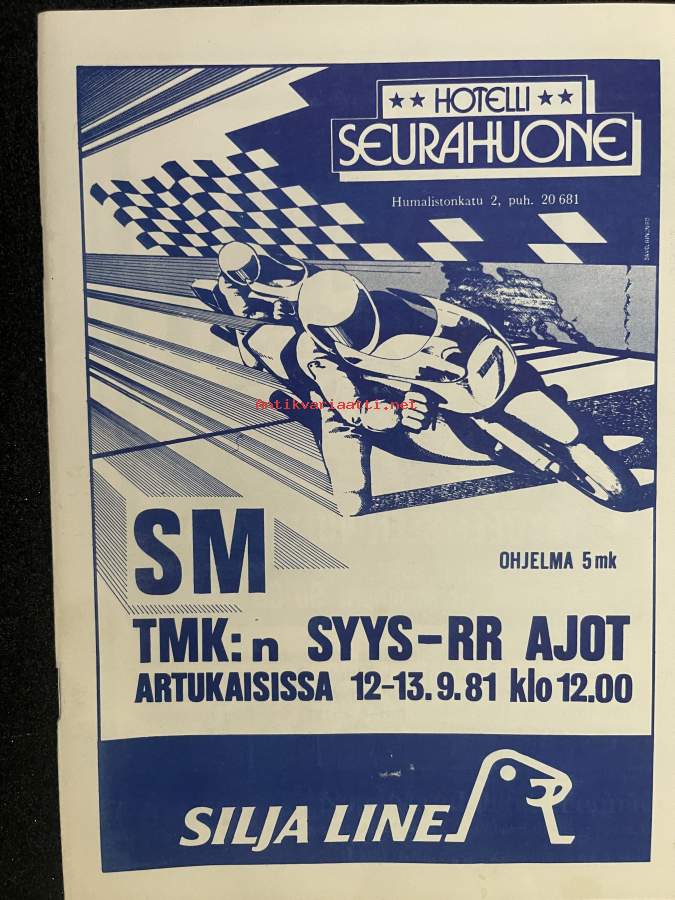 ★★ HOTELLI ★★
SEURAHUONE
Humalistonkatu 2, puh. 20 681
7
antikvariaatti.net
SM
OHJELMA 5 mk
TMK:n SYYS-RR AJOT
ARTUKAISISSA 12-13.9.81 klo 12.00
SILJA LINE